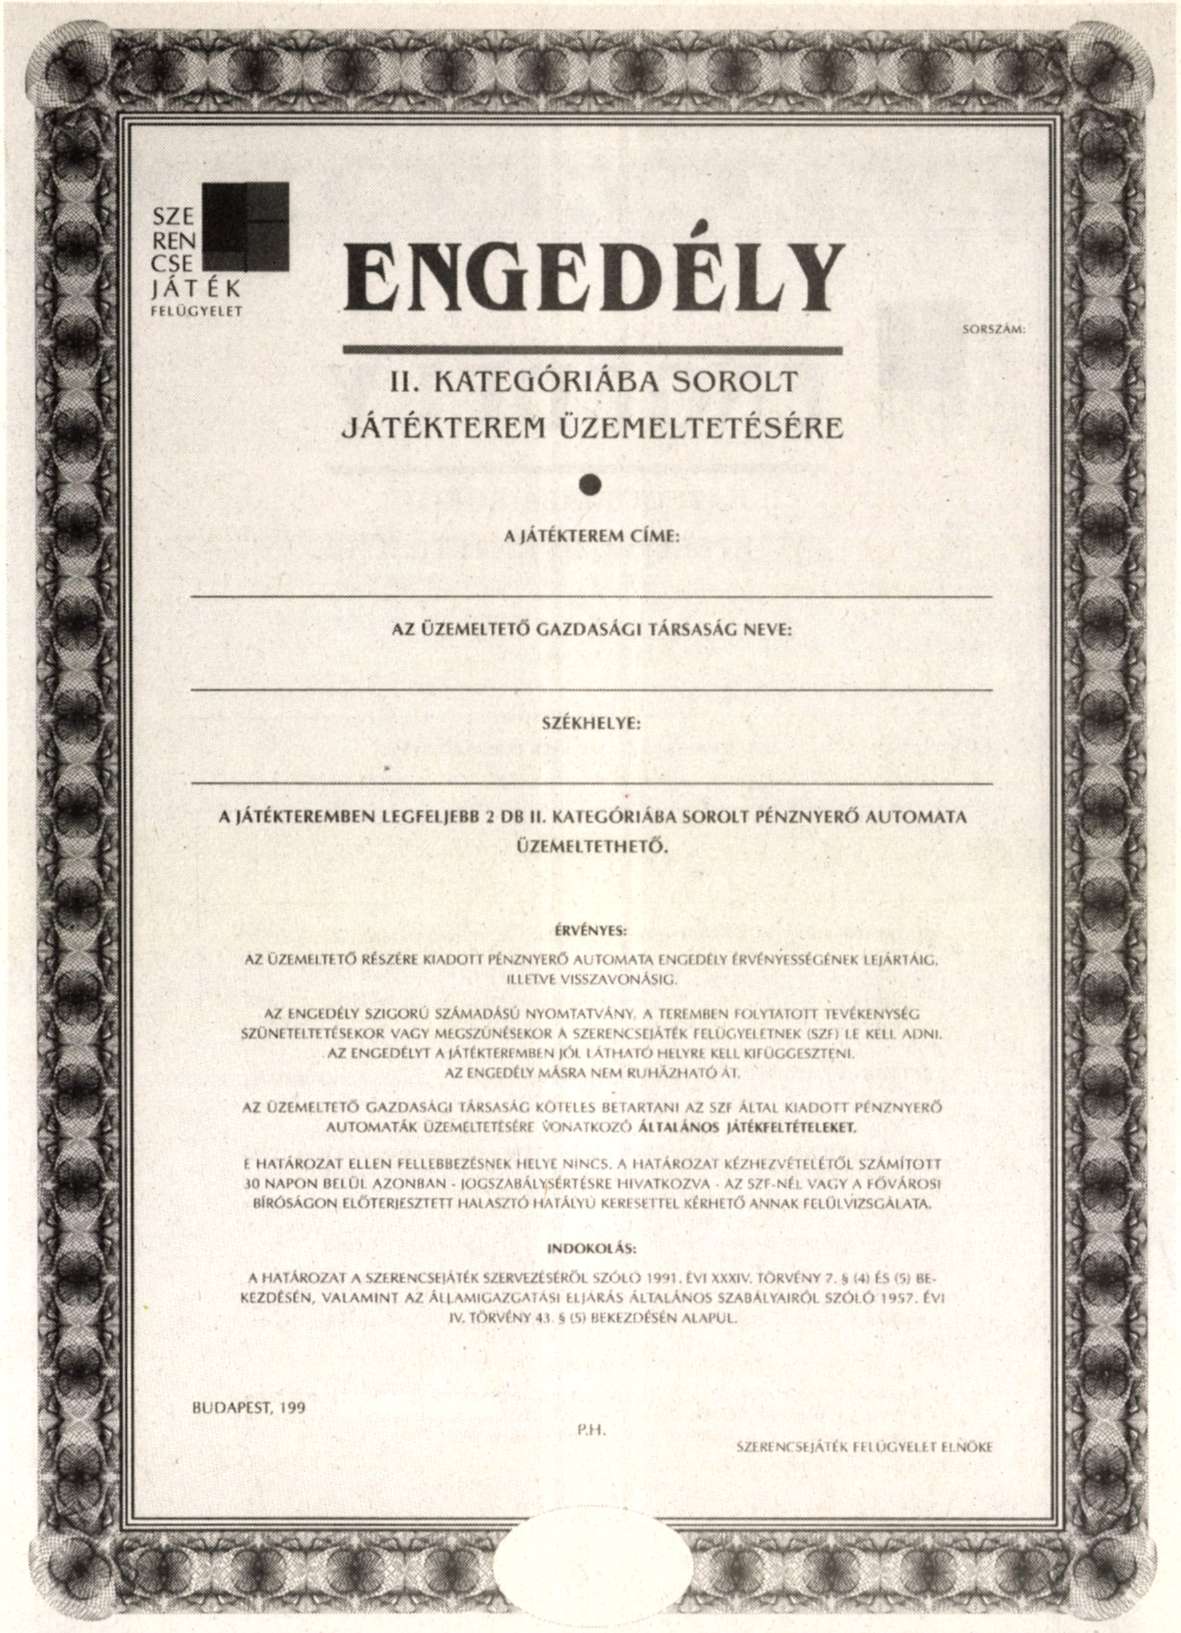 SZE
REN
CSE
JÁTÉK
FELÜGYELET
ENGEDÉLY
SORSZÁM:
II. KATEGÓRIÁBA SOROLT
JÁTÉKTEREM ÜZEMELTETÉSÉRE
A JÁTÉKTEREM CÍME:
AZ ÜZEMELTETŐ GAZDASÁGI TÁRSASÁG NEVE:
SZÉKHELYE:
A JÁTÉKTEREMBEN LEGFELJEBB 2 DB II. KATEGÓRIÁBA SOROLT PÉNZNYERŐ AUTOMATA
ÜZEMELTETHETŐ.
ÉRVÉNYES:
AZ ÜZEMELTETŐ RÉSZÉRE KIADOTT PÉNZNYERŐ AUTOMATA ENGEDÉLY ÉRVÉNYESSÉGÉNEK LEJÁRTÁIG,
ILLETVE VISSZAVONÁSIG.
AZ ENGEDÉLY SZIGORÚ SZÁMADÁSÚ NYOMTATVÁNY, A TEREMBEN FOLYTATOTT TEVÉKENYSÉG
SZÜNETELTETÉSEKOR VAGY MEGSZŰNÉSEKOR A SZERENCSEJÁTÉK FELÜGYELETNEK (SZF) LE KELL ADNI.
AZ ENGEDÉLYT A JÁTÉKTEREMBEN JÓL LÁTHATÓ HELYRE KELL KIFÜGGESZTENI.
AZ ENGEDÉLY MÁSRA NEM RUHÁZHATÓ ÁT.
AZ ÜZEMELTETŐ GAZDASÁGI TÁRSASÁG KÖTELES BETARTANI AZ SZF ÁLTAL KIADOTT PÉNZNYERŐ
AUTOMATÁK ÜZEMELTETÉSÉRE VONATKOZÓ ÁLTALÁNOS JÁTÉKFELTÉTELEKET.
E HATÁROZAT ELLEN FELLEBBEZÉSNEK HELYE NINCS. A HATÁROZAT KÉZHEZVÉTELÉTŐL SZÁMÍTOTT
30 NAPON BELÜL AZONBAN - JOGSZABÁLYSÉRTÉSRE HIVATKOZVA - AZ SZF-NÉL VAGY A FŐVÁROSI
BÍRÓSÁGON ELŐTERJESZTETT HALASZTÓ HATÁLYÚ KERESETTEL KÉRHETŐ ANNAK FELÜLVIZSGÁLATA.
INDOKOLÁS:
A HATÁROZAT A SZERENCSEJÁTÉK SZERVEZÉSÉRŐL SZÓLÓ 1991. ÉVI XXXIV. TÖRVÉNY 7. § (4) ÉS (5) BE-
KEZDÉSÉN, VALAMINT AZ ÁLLAMIGAZGATÁSI ELJÁRÁS ÁLTALÁNOS SZABÁLYAIRÓL SZÓLÓ 1957. ÉVI
IV. TÖRVÉNY 43. § (5) BEKEZDÉSÉN ALAPUL.
BUDAPEST, 199
P.H.
SZERENCSEJÁTÉK FELÜGYELET ELNÖKE